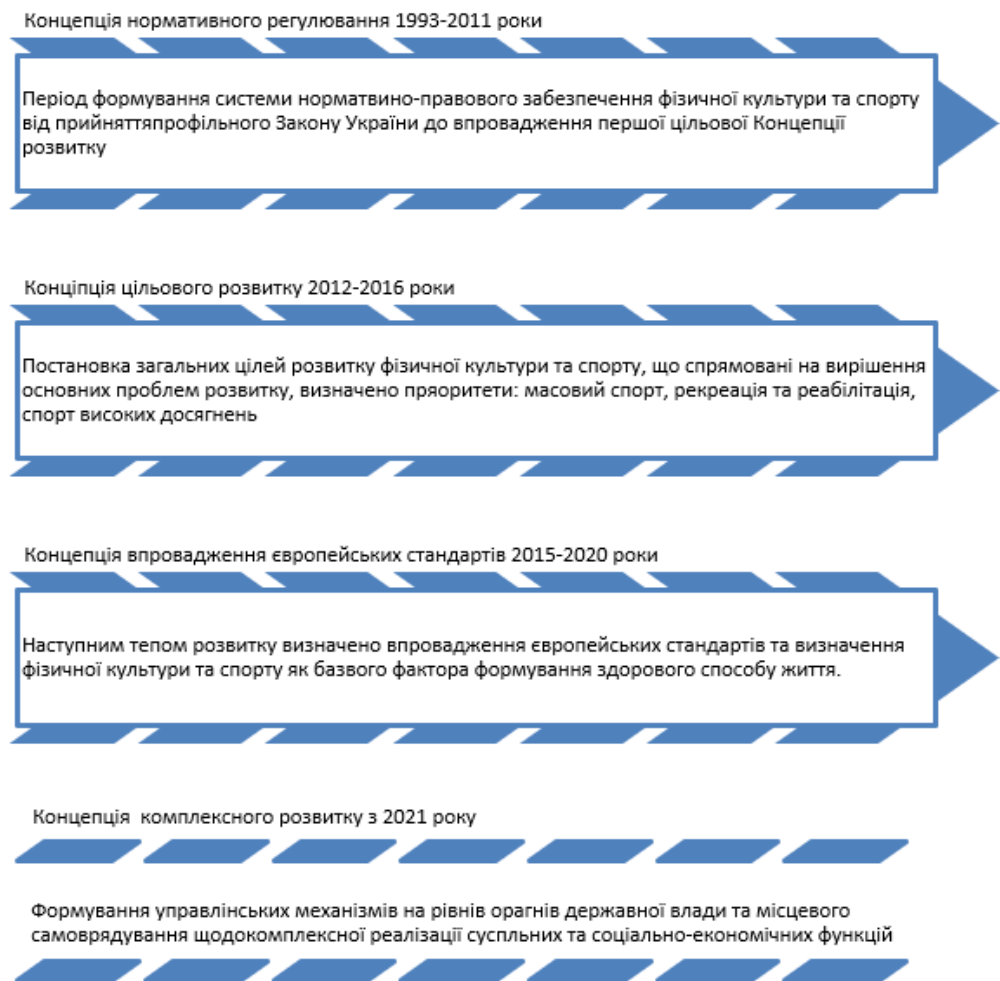 Концепція нормативного регулювання 1993-2011 роки
Період формування системи норматвино-правового забезпечення фізичної культури та спорту
від прийняттяпрофільного Закону України до впровадження першої цільової Концепції
розвитку
Конціпція цільового розвитку 2012-2016 роки
Постановка загальних цілей розвитку фізичної культури та спорту, що спрямовані на вирішення
основних проблем розвитку, визначено пряоритети: масовий спорт, рекреація та реабілітація,
спорт високих досягнень
Концепція впровадження європейських стандартів 2015-2020 роки
Наступним тепом розвитку визначено впровадження європейських стандартів та визначення
фізичної культури та спорту як базвого фактора формування здорового способу життя.
Концепція комплексного розвитку з 2021 року
Формування управлінських механізмів на рівнів орагнів державної влади та місцевого
самоврядування щодокомплексної реалізації суспльних та соціально-економічних функцій